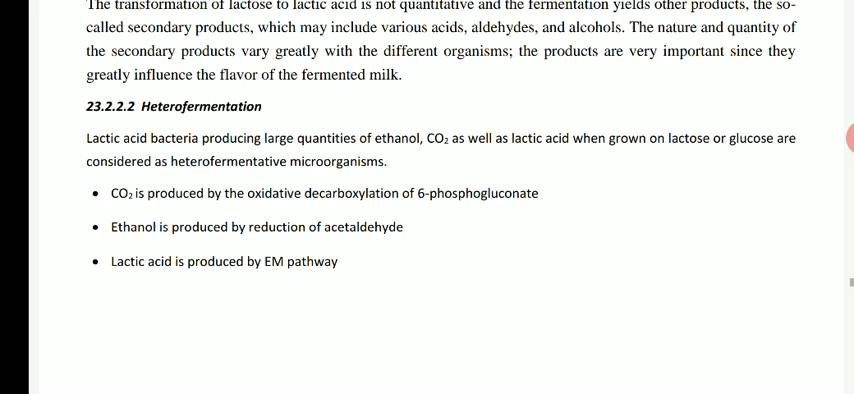 The transformation of lactose to lactic acid is not quantitative and the fermentation yields other products, the so-
called secondary products, which may include various acids, aldehydes, and alcohols. The nature and quantity of
the secondary products vary greatly with the different organisms; the products are very important since they
greatly influence the flavor of the fermented milk.
23.2.2.2 Heterofermentation
Lactic acid bacteria producing large quantities of ethanol, CO₂ as well as lactic acid when grown on lactose or glucose are
considered as heterofermentative microorganisms.
• CO₂ is produced by the oxidative decarboxylation of 6-phosphogluconate
• Ethanol is produced by reduction of acetaldehyde
• Lactic acid is produced by EM pathway